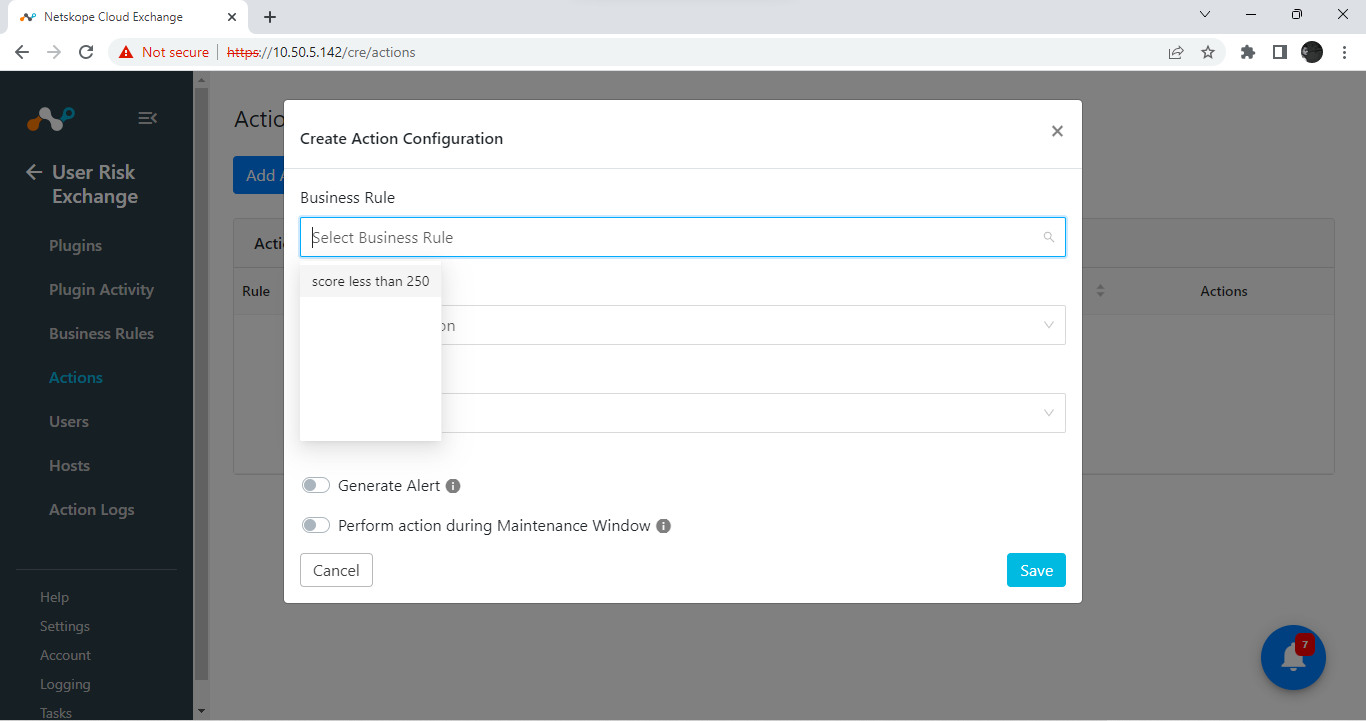 Netskope Cloud Exchange
Not secure
https://10.50.5.142/cre/actions
User Risk
Exchange
Plugins
Plugin Activity
Business Rules
Actions
Users
Hosts
Action Logs
Help
Settings
Account
Logging
Tasks
Actio
Add A
Acti
Rule
Actions
Create Action Configuration
Business Rule
Select Business Rule
score less than 250
on
Generate Alert
Perform action during Maintenance Window
Cancel
Save
7